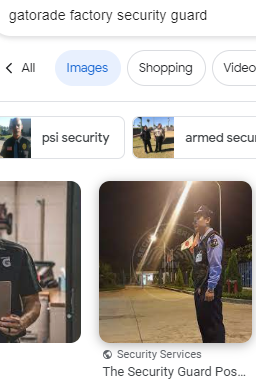 gatorade factory security guard
All Images Shopping Video
psi security armed secur
Security Services
The Security Guard Pos...